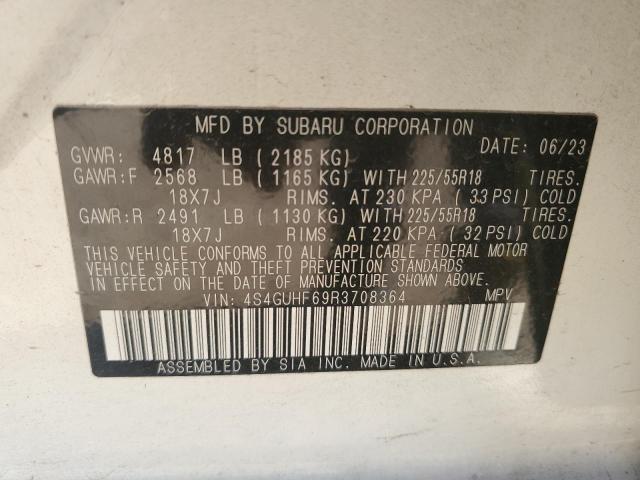 MFD BY SUBARU CORPORATION DATE: 06/23
GVWR: 4817 LB ( 2185 KG)
GAWR:F 2568 LB ( 1165 KG) WITH 225/55R18 TIRES.
18X7J RIMS. AT 230 KPA ( 33 PSI) COLD
GAWR:R 2491 LB ( 1130 KG) WITH 225/55R18 TIRES.
18X7J RIMS. AT 220 KPA ( 32 PSI) COLD
THIS VEHICLE CONFORMS TO ALL APPLICABLE FEDERAL MOTOR
VEHICLE SAFETY AND THEFT PREVENTION STANDARDS
IN EFFECT ON THE DATE OF MANUFACTURE SHOWN ABOVE.
VIN: 4S4GUHF69R3708364 MPV
ASSEMBLED BY SIA INC. MADE IN U.S.A.